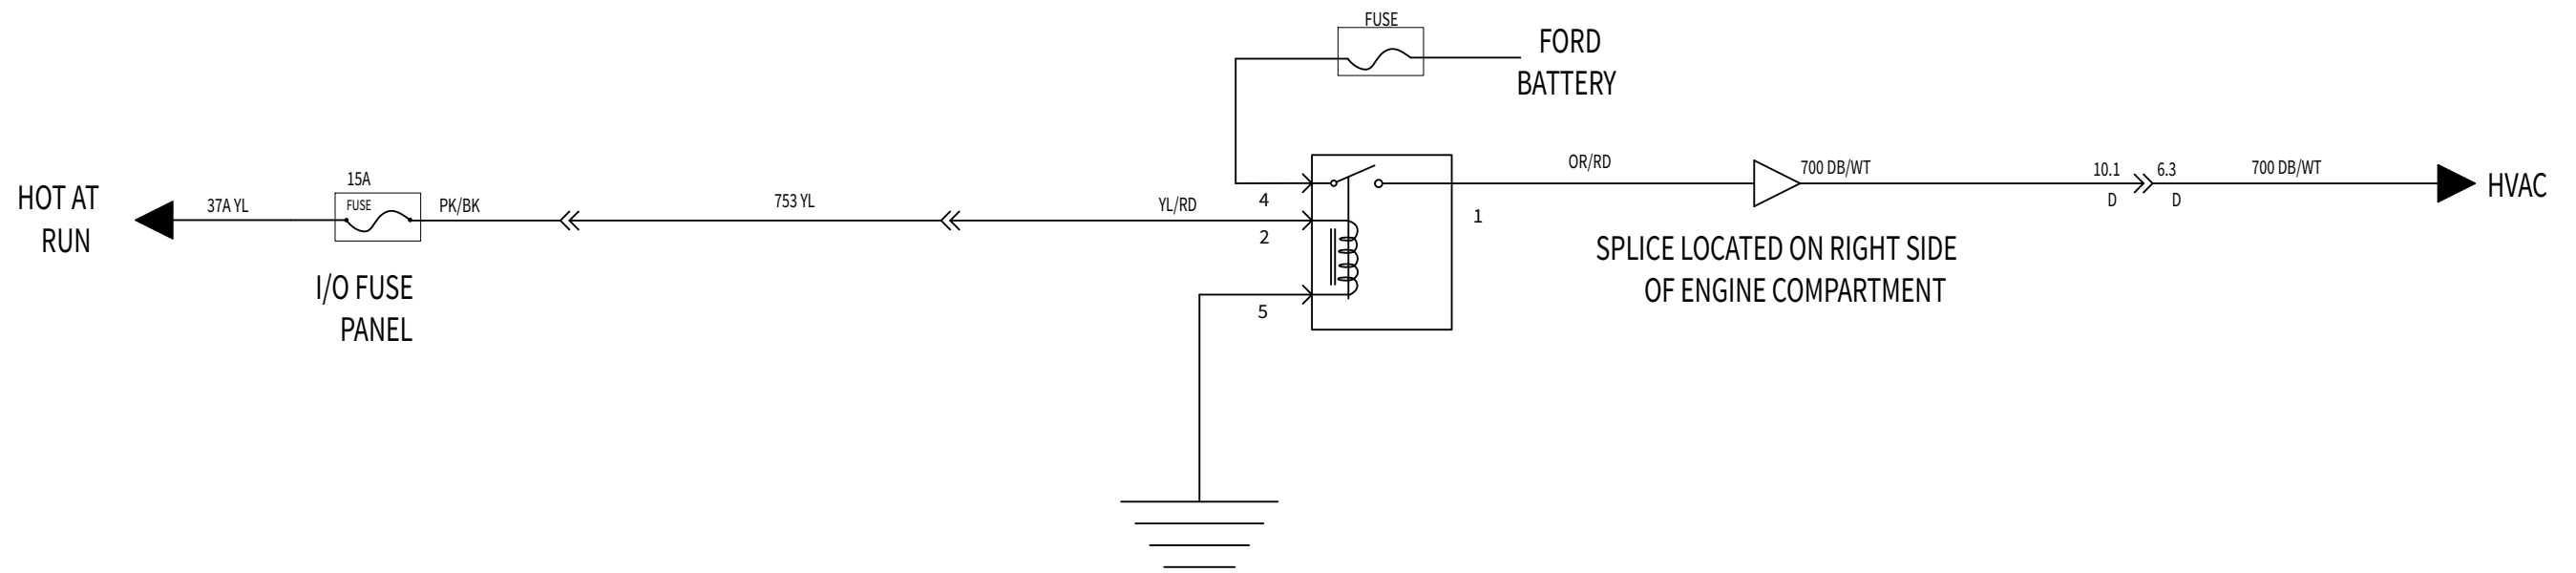 FUSE
FORD
BATTERY
HOT AT
RUN
37A YL
15A
FUSE
PK/BK
I/O FUSE
PANEL
753 YL
YL/RD
4
2
5
1
OR/RD
700 DB/WT
10.1
6.3
D
D
700 DB/WT
HVAC
SPLICE LOCATED ON RIGHT SIDE
OF ENGINE COMPARTMENT